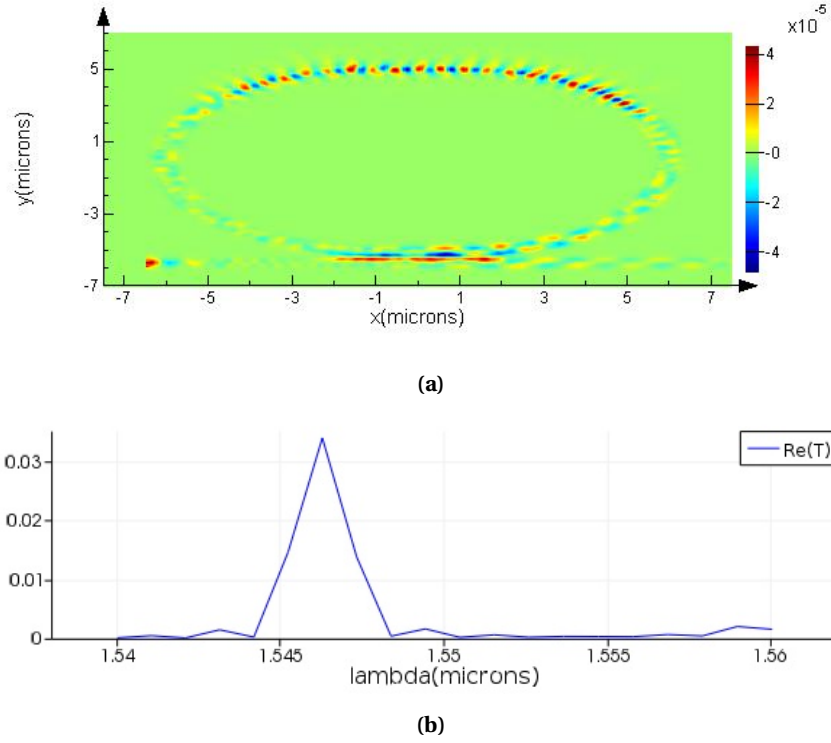 x10
-5
5
1
-3
-7
y(microns)
4
2
-0
-2
-4
-7 -5 -3 -1 1 3 5 7
x(microns)
(a)
0.03
0.02
0.01
0
Re(T)
1.54 1.545 1.55 1.555 1.56
lambda(microns)
(b)